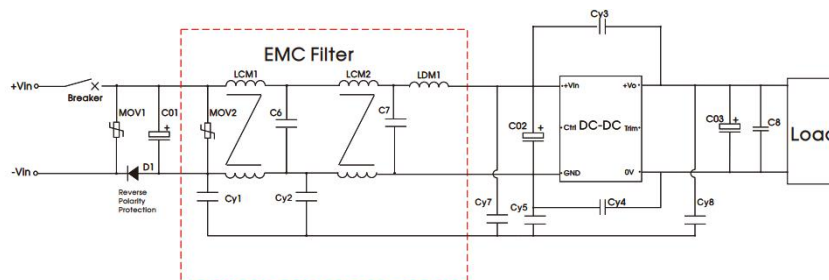 Cy3
EMC Filter
LCM1
LCM2
LDM1
+Vin
Breaker
MOV1
C01
+
MOV2
C6
C7
C02
+
+Vin
+Vo
Ctrl
DC-DC
Trim
GND
0V
C03
+
C8
Load
-Vin
D1
Reverse
Polarity
Protection
Cy1
Cy2
Cy7
Cy5
Cy4
Cy8